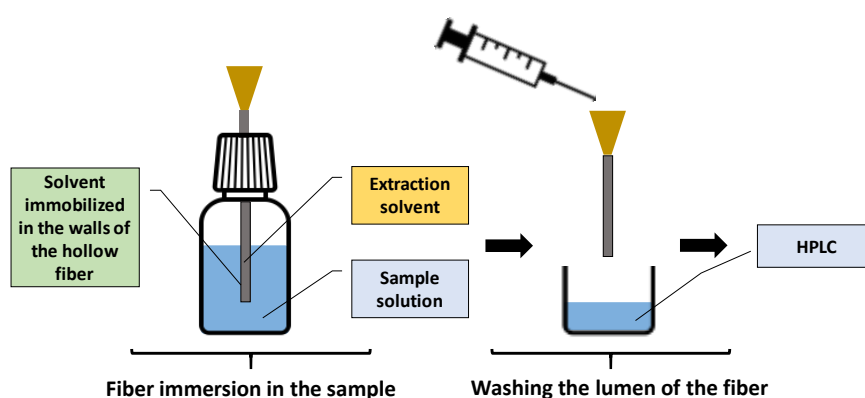 Solvent
immobilized
in the walls of
the hollow
fiber
Extraction
solvent
Sample
solution
HPLC
Fiber immersion in the sample
Washing the lumen of the fiber